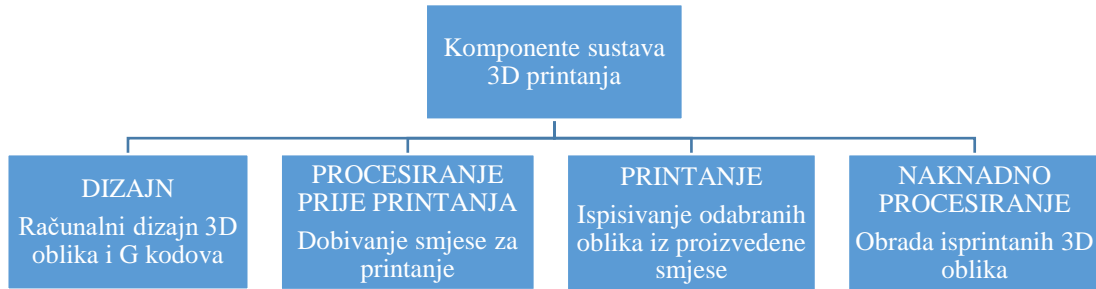 Komponente sustava
3D printanja
DIZAJN
Računalni dizajn 3D
oblika i G kodova
PROCESIRANJE
PRIJE PRINTANJA
Dobivanje smjese za
printanje
PRINTANJE
Ispisivanje odabranih
oblika iz proizvedene
smjese
NAKNADNO
PROCESIRANJE
Obrada isprintanih 3D
oblika